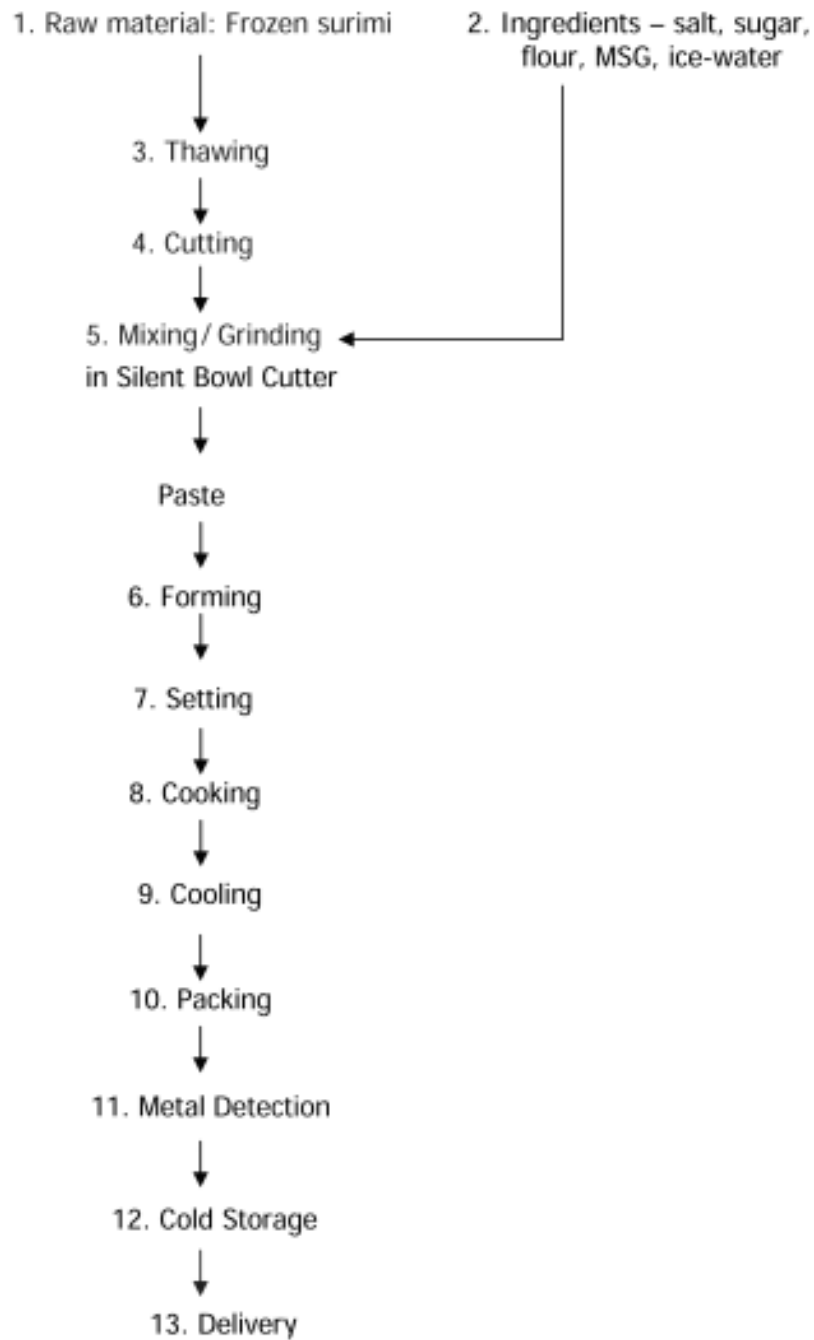 1. Raw material: Frozen surimi
2. Ingredients – salt, sugar,
flour, MSG, ice-water
3. Thawing
4. Cutting
5. Mixing/ Grinding
in Silent Bowl Cutter
Paste
6. Forming
7. Setting
8. Cooking
9. Cooling
10. Packing
11. Metal Detection
12. Cold Storage
13. Delivery